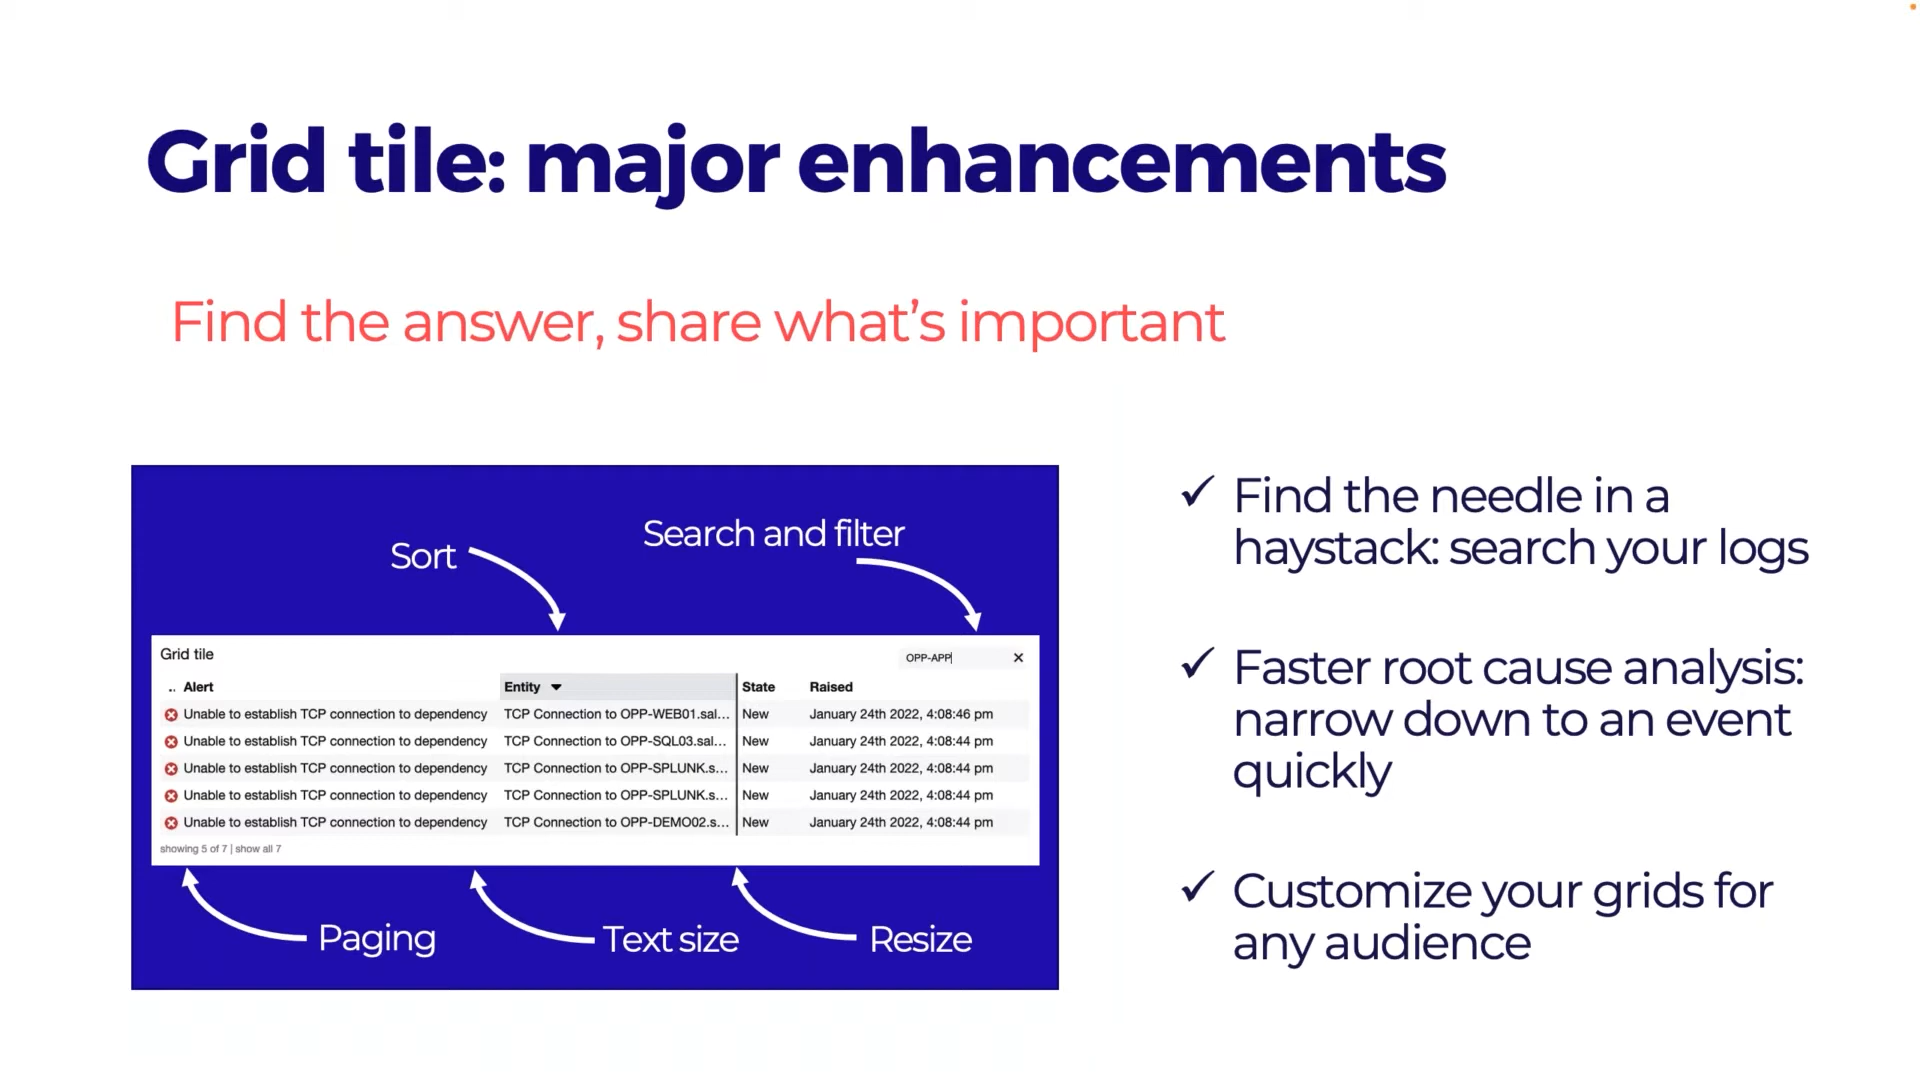 Grid tile: major enhancements
Find the answer, share what's important
Sort
Search and filter
Grid tile
OPP-APP
.. Alert Entity State Raised
Unable to establish TCP connection to dependency TCP Connection to OPP-WEB01.sal... New January 24th 2022, 4:08:46 pm
Unable to establish TCP connection to dependency TCP Connection to OPP-SQL03.sal... New January 24th 2022, 4:08:44 pm
Unable to establish TCP connection to dependency TCP Connection to OPP-SPLUNK.s... New January 24th 2022, 4:08:44 pm
Unable to establish TCP connection to dependency TCP Connection to OPP-SPLUNK.s... New January 24th 2022, 4:08:44 pm
Unable to establish TCP connection to dependency TCP Connection to OPP-DEMO02.s... New January 24th 2022, 4:08:44 pm
showing 5 of 7 | show all 7
Paging
Text size
Resize
✓ Find the needle in a
haystack: search your logs
✓ Faster root cause analysis:
narrow down to an event
quickly
✓ Customize your grids for
any audience